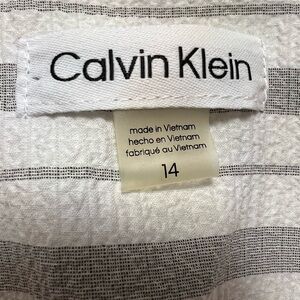 Calvin Klein
made in Vietnam
hecho en Vietnam
fabriqué au Vietnam
14